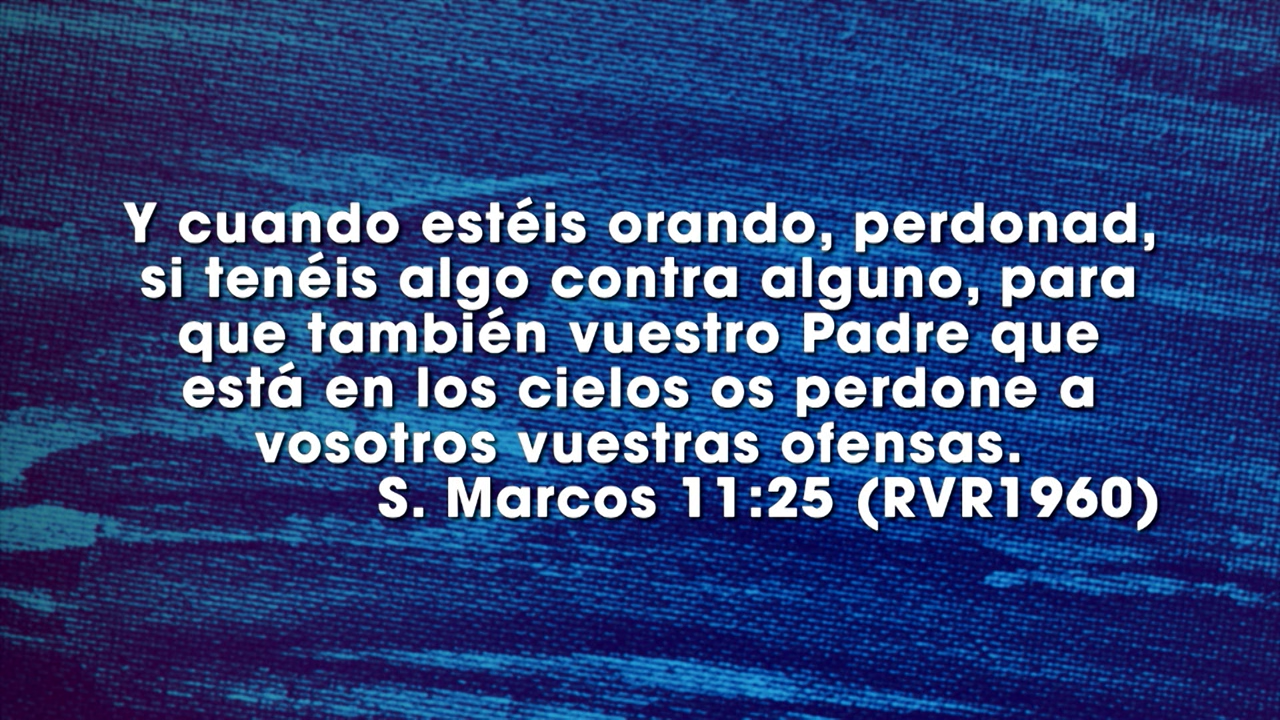 Y cuando estéis orando, perdonad,
si tenéis algo contra alguno, para
que también vuestro Padre que
está en los cielos os perdone a
vosotros vuestras ofensas.
S. Marcos 11:25 (RVR1960)